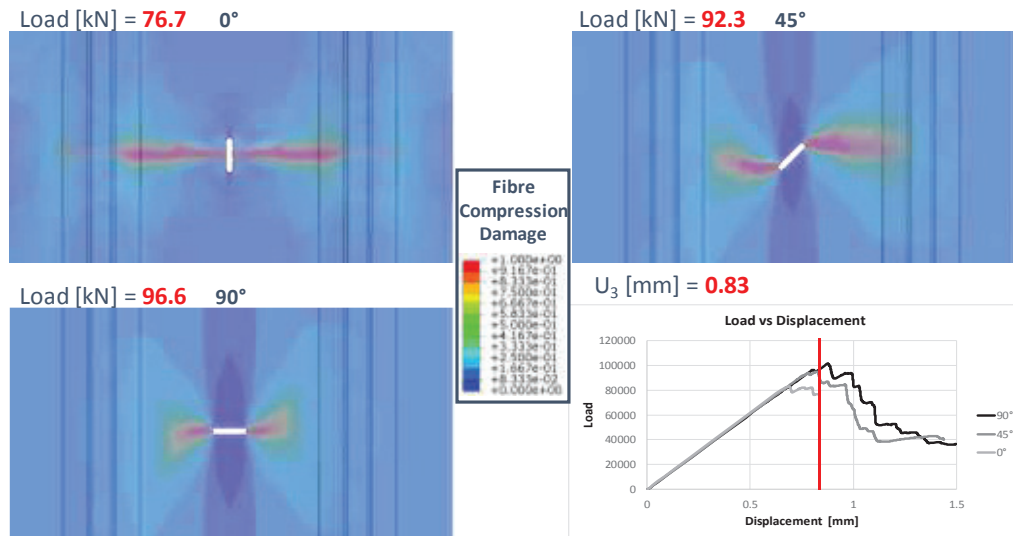 Load [kN] = 76.7 0°
Load [kN] = 92.3 45°
Fibre
Compression
Damage
+1.000e+00
+9.167e-01
+8.333e-01
+7.500e-01
+6.667e-01
+5.833e-01
+5.000e-01
+4.167e-01
+3.333e-01
+2.500e-01
+1.667e-01
+8.333e-02
+0.000e+00
Load [kN] = 96.6 90°
U3 [mm] = 0.83
Load vs Displacement
Load
120000
100000
80000
60000
40000
20000
0
0 0.5 1 1.5
Displacement [mm]
90°
45°
0°